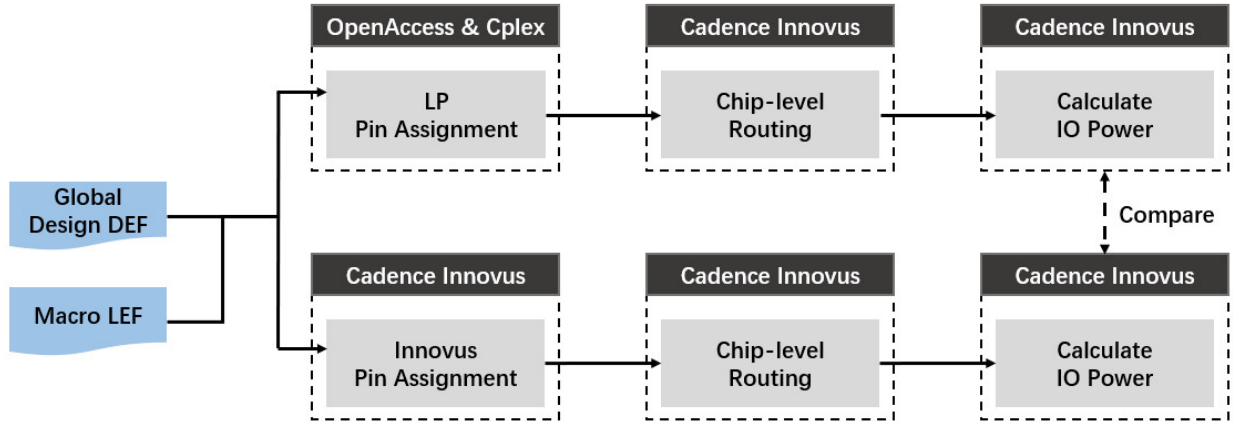 OpenAccess & Cplex
LP
Pin Assignment
Cadence Innovus
Chip-level
Routing
Cadence Innovus
Calculate
IO Power
Global
Design DEF
Macro LEF
Compare
Cadence Innovus
Innovus
Pin Assignment
Cadence Innovus
Chip-level
Routing
Cadence Innovus
Calculate
IO Power